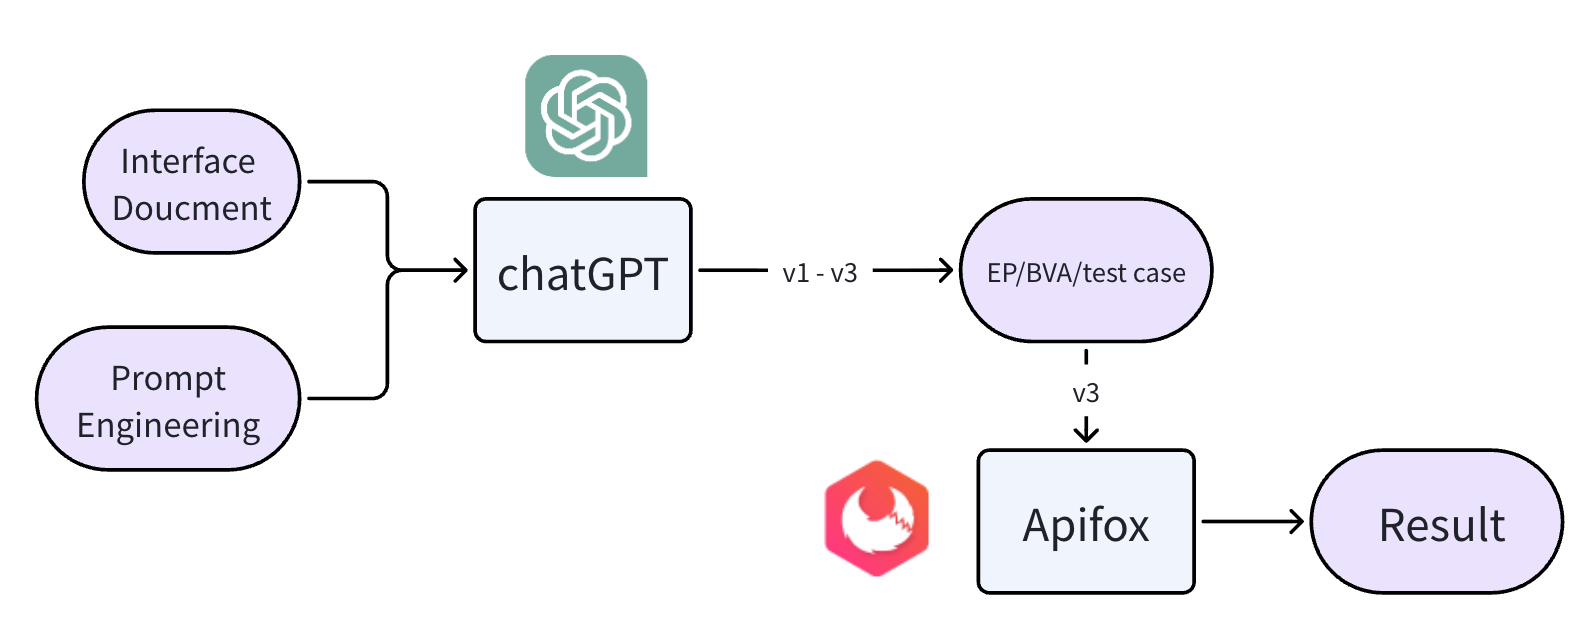 Interface
Doucment
Prompt
Engineering
chatGPT
v1 - v3
EP/BVA/test case
v3
Apifox
Result